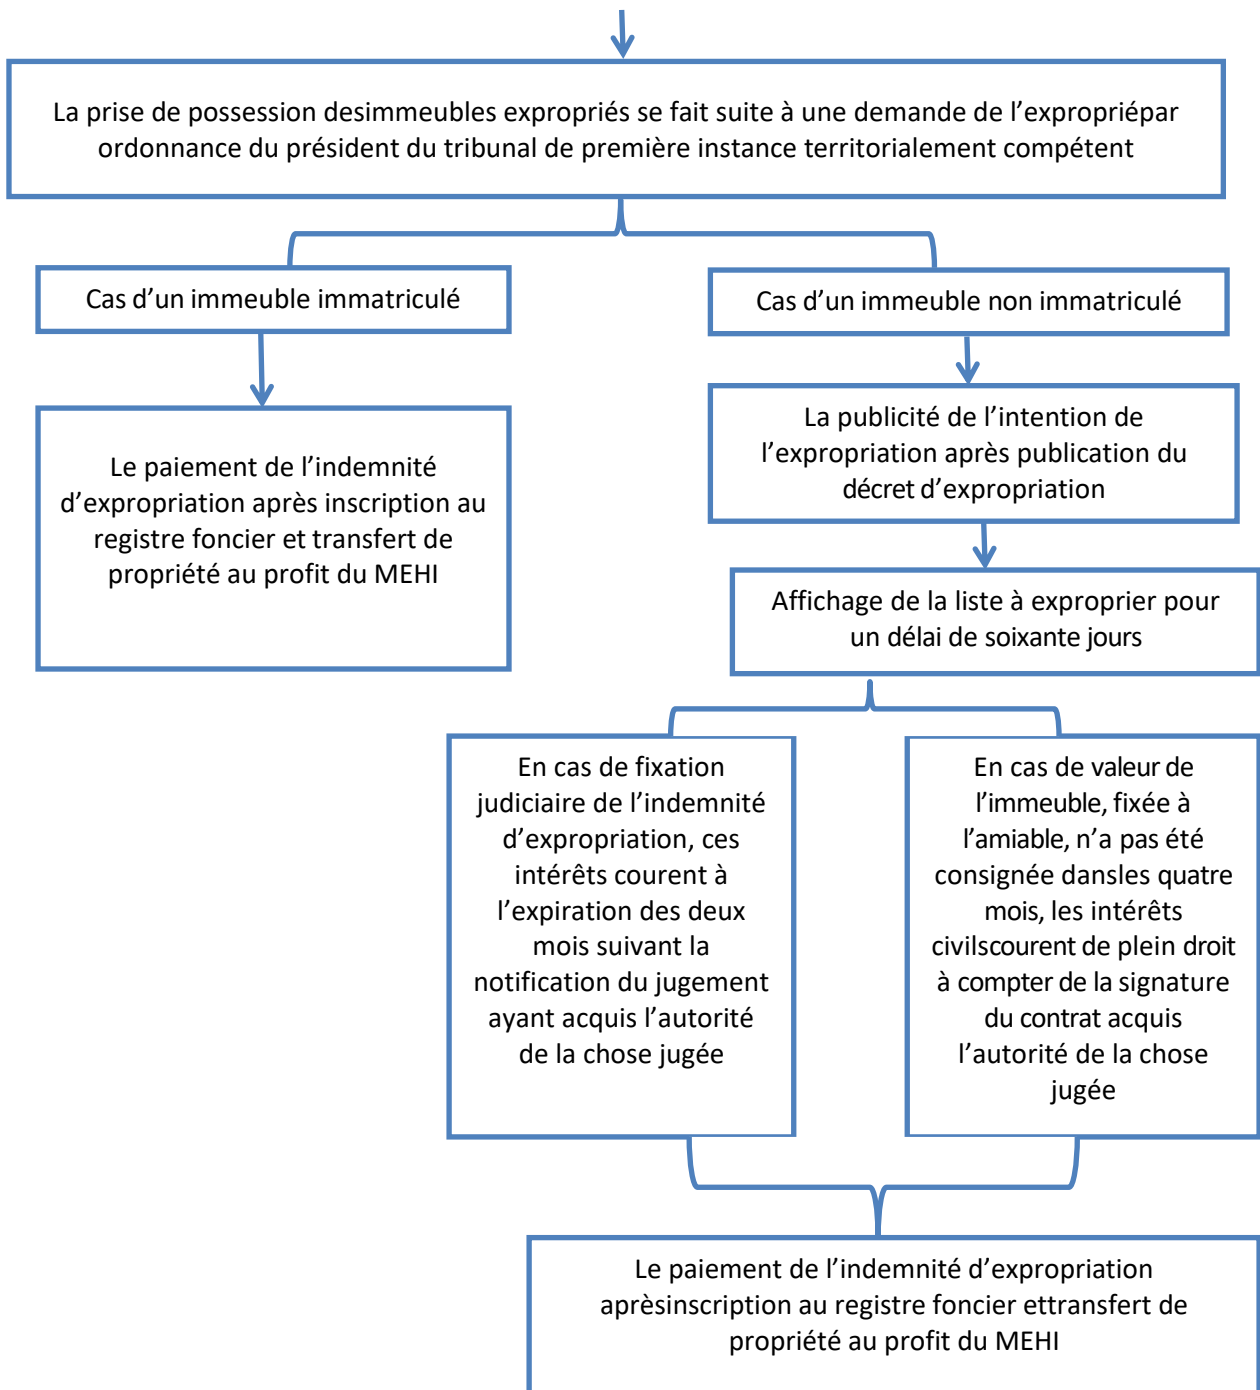 La prise de possession desimmeubles expropriés se fait suite à une demande de l’expropriépar
ordonnance du président du tribunal de première instance territorialement compétent
Cas d’un immeuble immatriculé
Cas d’un immeuble non immatriculé
Le paiement de l’indemnité
d’expropriation après inscription au
registre foncier et transfert de
propriété au profit du MEHI
La publicité de l’intention de
l’expropriation après publication du
décret d’expropriation
Affichage de la liste à exproprier pour
un délai de soixante jours
En cas de fixation
judiciaire de l’indemnité
d’expropriation, ces
intérêts courent à
l’expiration des deux
mois suivant la
notification du jugement
ayant acquis l’autorité
de la chose jugée
En cas de valeur de
l’immeuble, fixée à
l’amiable, n’a pas été
consignée dansles quatre
mois, les intérêts
civilscourent de plein droit
à compter de la signature
du contrat acquis
l’autorité de la chose
jugée
Le paiement de l’indemnité d’expropriation
aprèsinscription au registre foncier ettransfert de
propriété au profit du MEHI